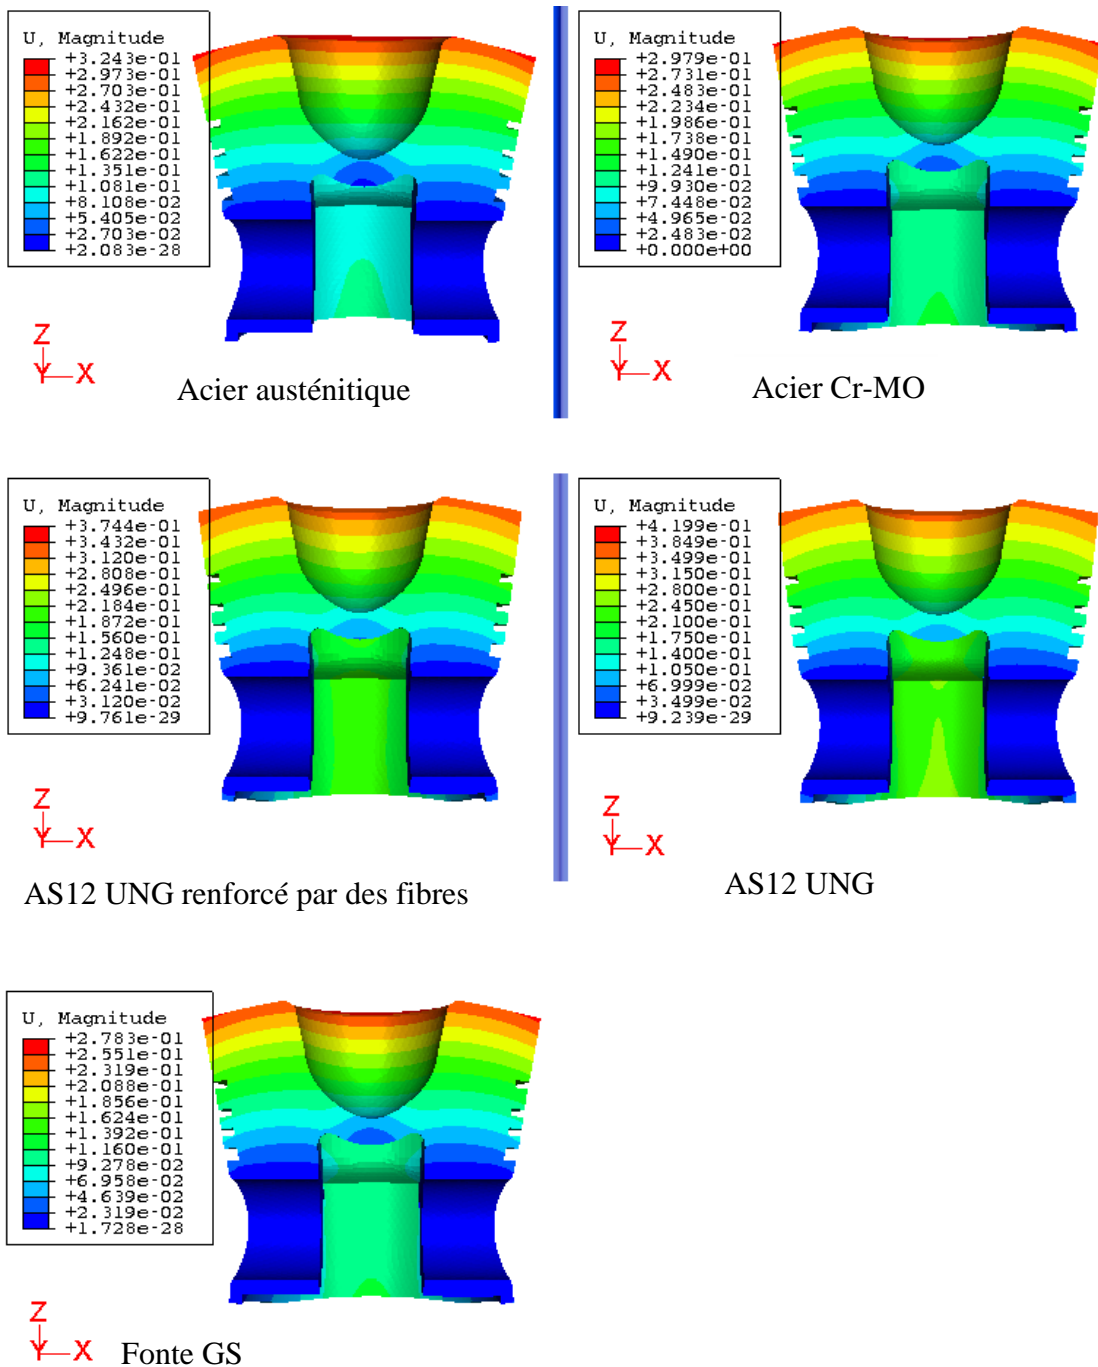 U, Magnitude
+3.243e-01
+2.973e-01
+2.703e-01
+2.432e-01
+2.162e-01
+1.892e-01
+1.622e-01
+1.351e-01
+1.081e-01
+8.108e-02
+5.405e-02
+2.703e-02
+2.083e-28
Z
Y X
Acier austénitique
U, Magnitude
+2.979e-01
+2.731e-01
+2.483e-01
+2.234e-01
+1.986e-01
+1.738e-01
+1.490e-01
+1.241e-01
+9.930e-02
+7.448e-02
+4.965e-02
+2.483e-02
+0.000e+00
Z
Y X
Acier Cr-MO
U, Magnitude
+3.744e-01
+3.432e-01
+3.120e-01
+2.808e-01
+2.496e-01
+2.184e-01
+1.872e-01
+1.560e-01
+1.248e-01
+9.361e-02
+6.241e-02
+3.120e-02
+9.761e-29
Z
Y X
AS12 UNG renforcé par des fibres
U, Magnitude
+4.199e-01
+3.849e-01
+3.499e-01
+3.150e-01
+2.800e-01
+2.450e-01
+2.100e-01
+1.750e-01
+1.400e-01
+1.050e-01
+6.999e-02
+3.499e-02
+9.239e-29
Z
Y X
AS12 UNG
U, Magnitude
+2.783e-01
+2.551e-01
+2.319e-01
+2.088e-01
+1.856e-01
+1.624e-01
+1.392e-01
+1.160e-01
+9.278e-02
+6.958e-02
+4.639e-02
+2.319e-02
+1.728e-28
Z
Y X
Fonte GS